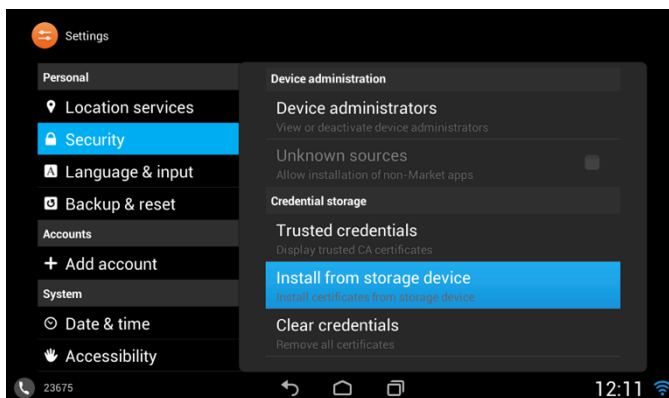 Settings
Personal
Location services
Security
A Language & input
Backup & reset
Accounts
+ Add account
System
Date & time
Accessibility
Device administration
Device administrators
View or deactivate device administrators
Unknown sources
Allow installation of non-Market apps
Credential storage
Trusted credentials
Display trusted CA certificates
Install from storage device
Install certificates from storage device
Clear credentials
Remove all certificates
23675
12:11